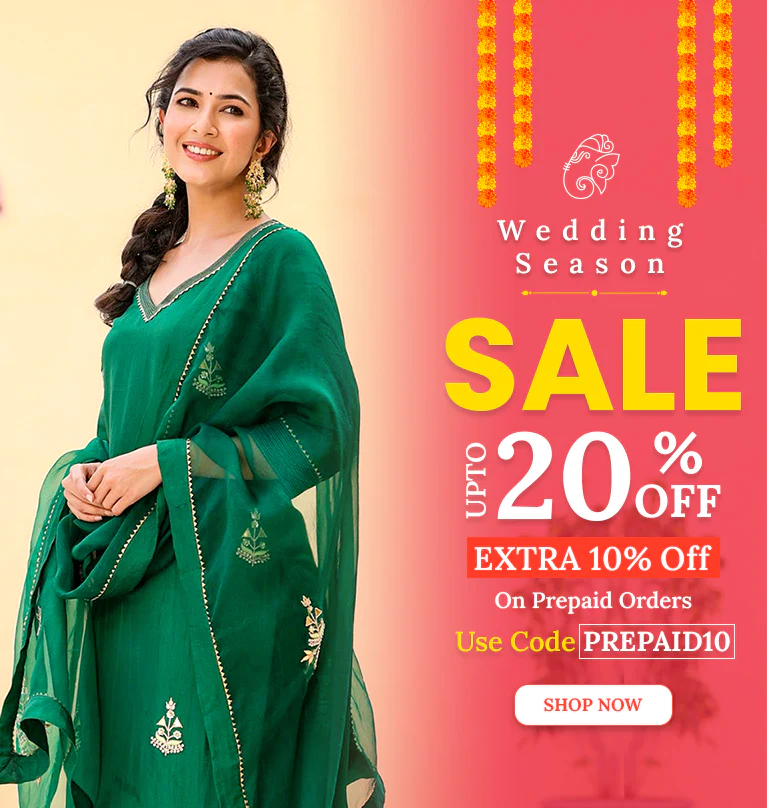 Wedding
Season
SALE
UPTO 20% OFF
EXTRA 10% Off
On Prepaid Orders
Use Code PREPAID10
SHOP NOW